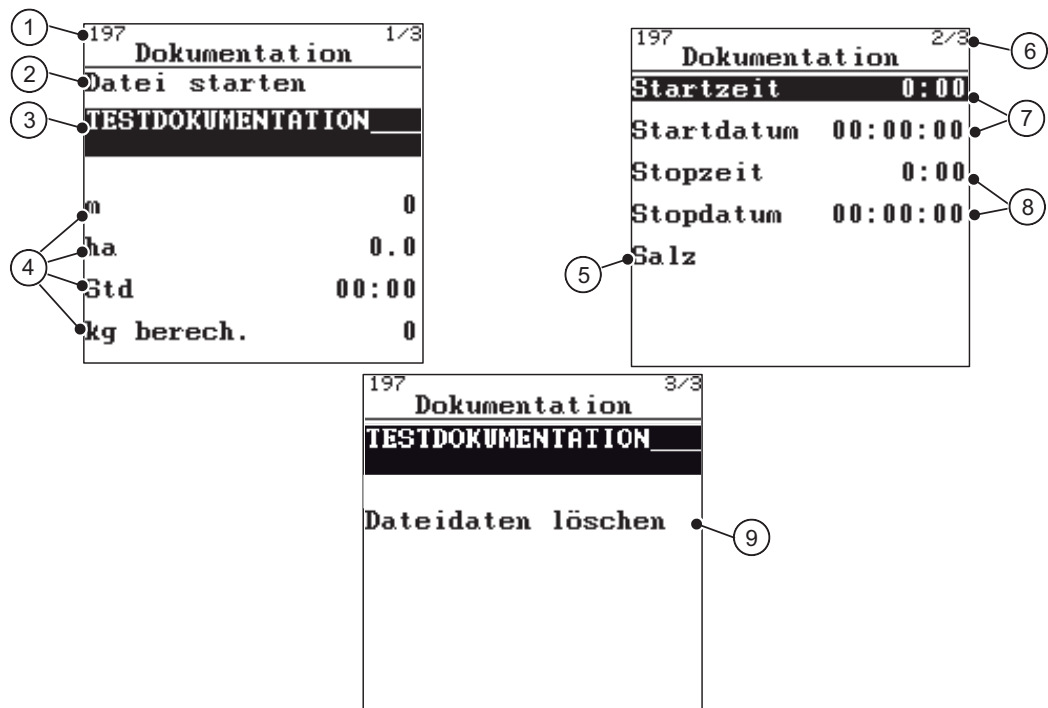 1
197 1/3
Dokumentation
2
Datei starten
3
TESTDOKUMENTATION___
4
m 0
ha 0.0
Std 00:00
kg berech. 0
197 2/3
6
Dokumentation
Startzeit 0:00
7
Startdatum 00:00:00
Stopzeit 0:00
8
Stopdatum 00:00:00
5
Salz
197 3/3
Dokumentation
TESTDOKUMENTATION___
Dateidaten löschen
9